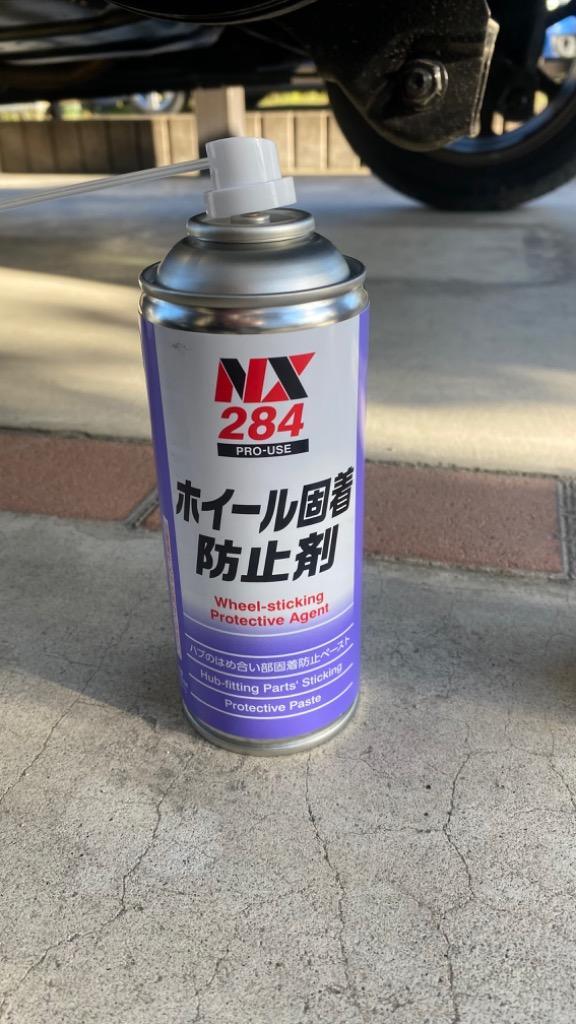 NX
284
PRO-USE
ホイール固着
防止剤
Wheel-sticking
Protective Agent
ハブのはめ合い部固着防止ペースト
Hub-fitting Parts' Sticking
Protective Paste